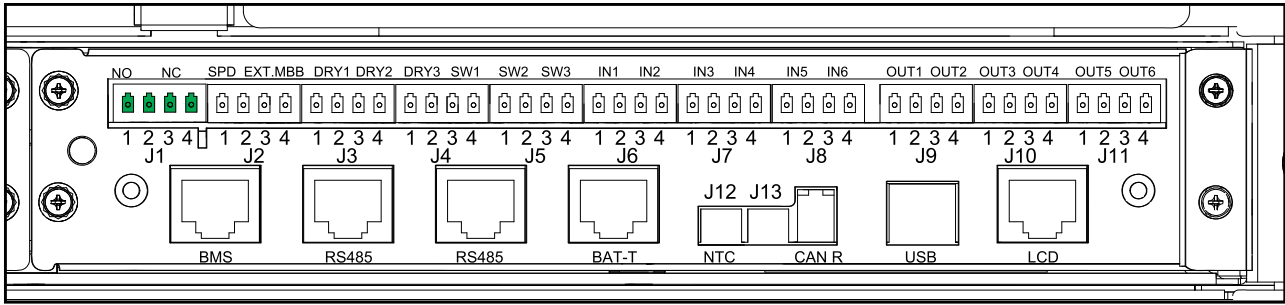 NO NC SPD EXT.MBB DRY1 DRY2 DRY3 SW1 SW2 SW3 IN1 IN2 IN3 IN4 IN5 IN6 OUT1 OUT2 OUT3 OUT4 OUT5 OUT6
1 2 3 4 1 2 3 4 1 2 3 4 1 2 3 4 1 2 3 4 1 2 3 4 1 2 3 4 1 2 3 4 1 2 3 4 1 2 3 4 1 2 3 4
J1 J2 J3 J4 J5 J6 J7 J8 J9 J10 J11
J12 J13
BMS RS485 RS485 BAT-T NTC CAN R USB LCD